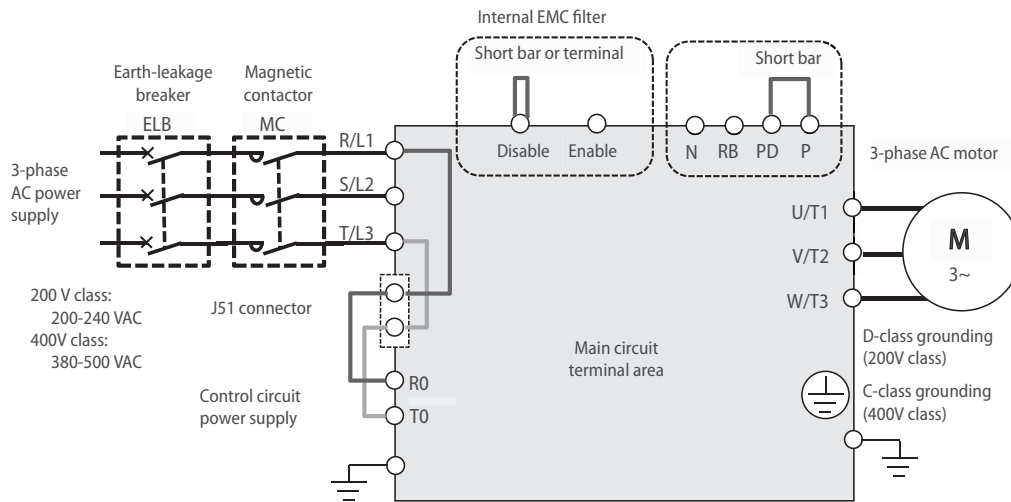 Internal EMC filter
Short bar or terminal
Short bar
Earth-leakage
breaker
ELB
Magnetic
contactor
MC
R/L1
Disable
Enable
N
RB
PD
P
3-phase AC motor
3-phase
AC power
supply
S/L2
T/L3
U/T1
V/T2
W/T3
M
3~
200 V class:
200-240 VAC
400V class:
380-500 VAC
J51 connector
Main circuit
terminal area
D-class grounding
(200V class)
C-class grounding
(400V class)
Control circuit
power supply
R0
T0